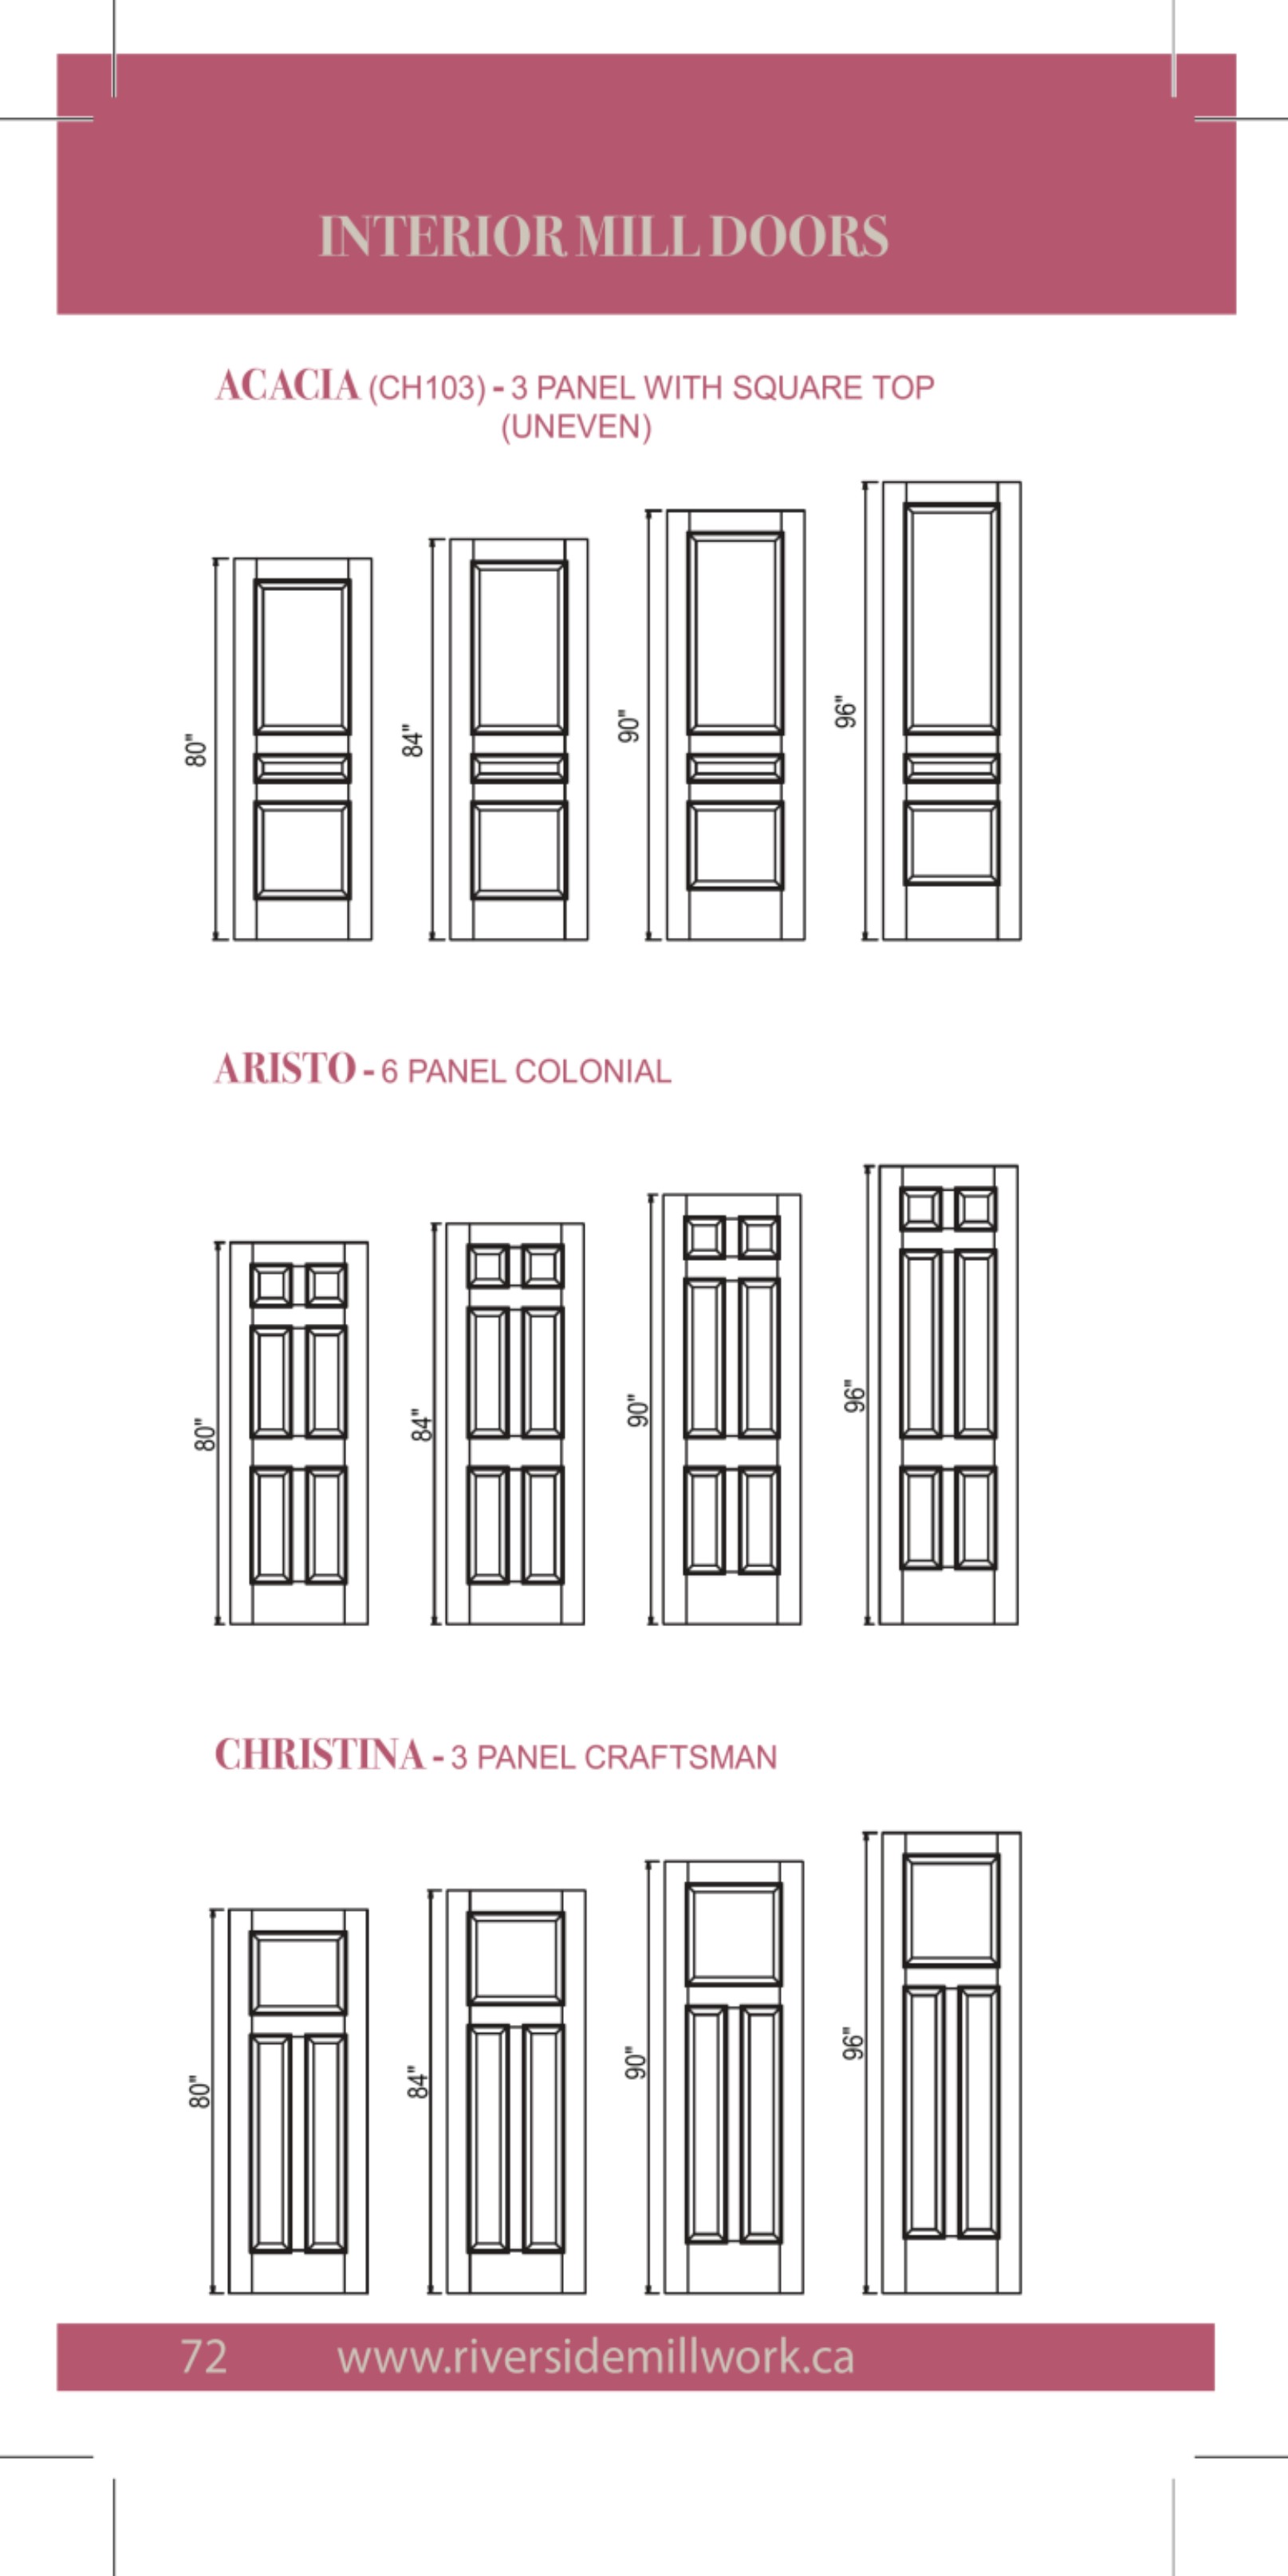 INTERIOR MILL DOORS
ACACIA (CH103) - 3 PANEL WITH SQUARE TOP
(UNEVEN)
80"
84"
90"
96"
ARISTO - 6 PANEL COLONIAL
80"
84"
90"
96"
CHRISTINA - 3 PANEL CRAFTSMAN
80"
84"
90"
96"
72 www.riversidemillwork.ca